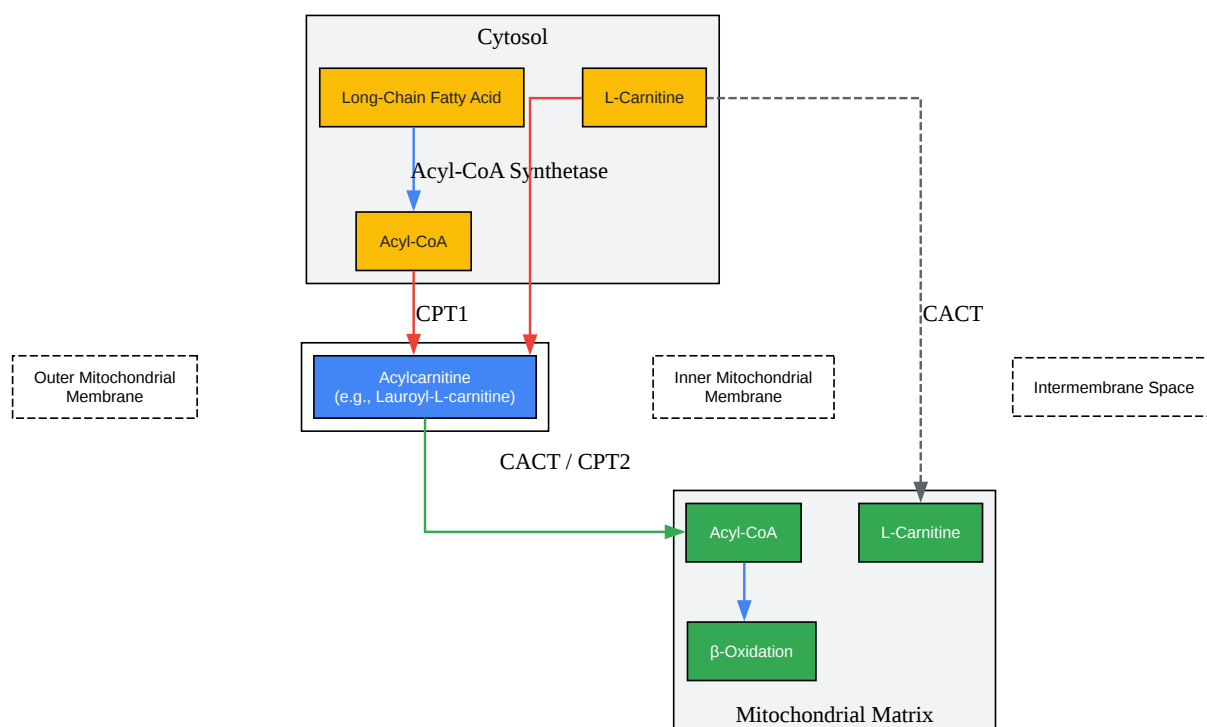 Cytosol
Long-Chain Fatty Acid
L-Carnitine
Acyl-CoA Synthetase
Acyl-CoA
CPT1
CACT
Outer Mitochondrial
Membrane
Acylcarnitine
(e.g., Lauroyl-L-carnitine)
Inner Mitochondrial
Membrane
Intermembrane Space
CACT / CPT2
Acyl-CoA
L-Carnitine
β-Oxidation
Mitochondrial Matrix